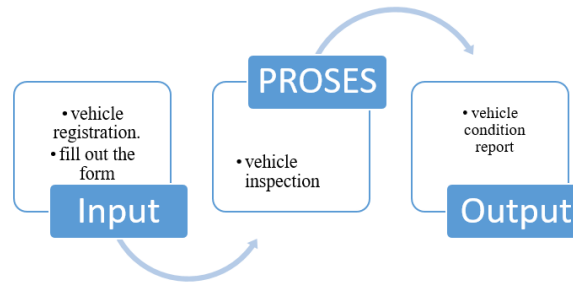 • vehicle
registration.
• fill out the
form
Input
PROSES
• vehicle
inspection
• vehicle
condition
report
Output